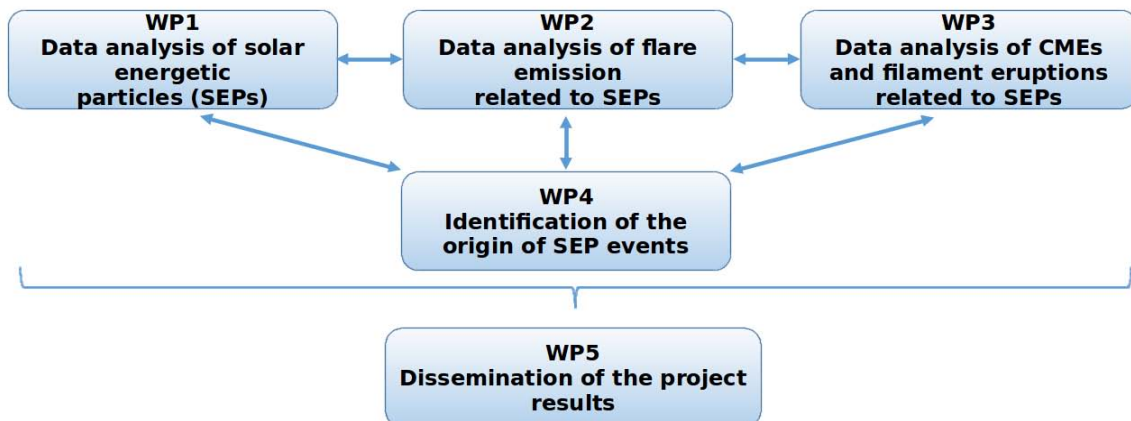 WP1
Data analysis of solar
energetic
particles (SEPs)
WP2
Data analysis of flare
emission
related to SEPs
WP3
Data analysis of CMEs
and filament eruptions
related to SEPs
WP4
Identification of the
origin of SEP events
WP5
Dissemination of the project
results